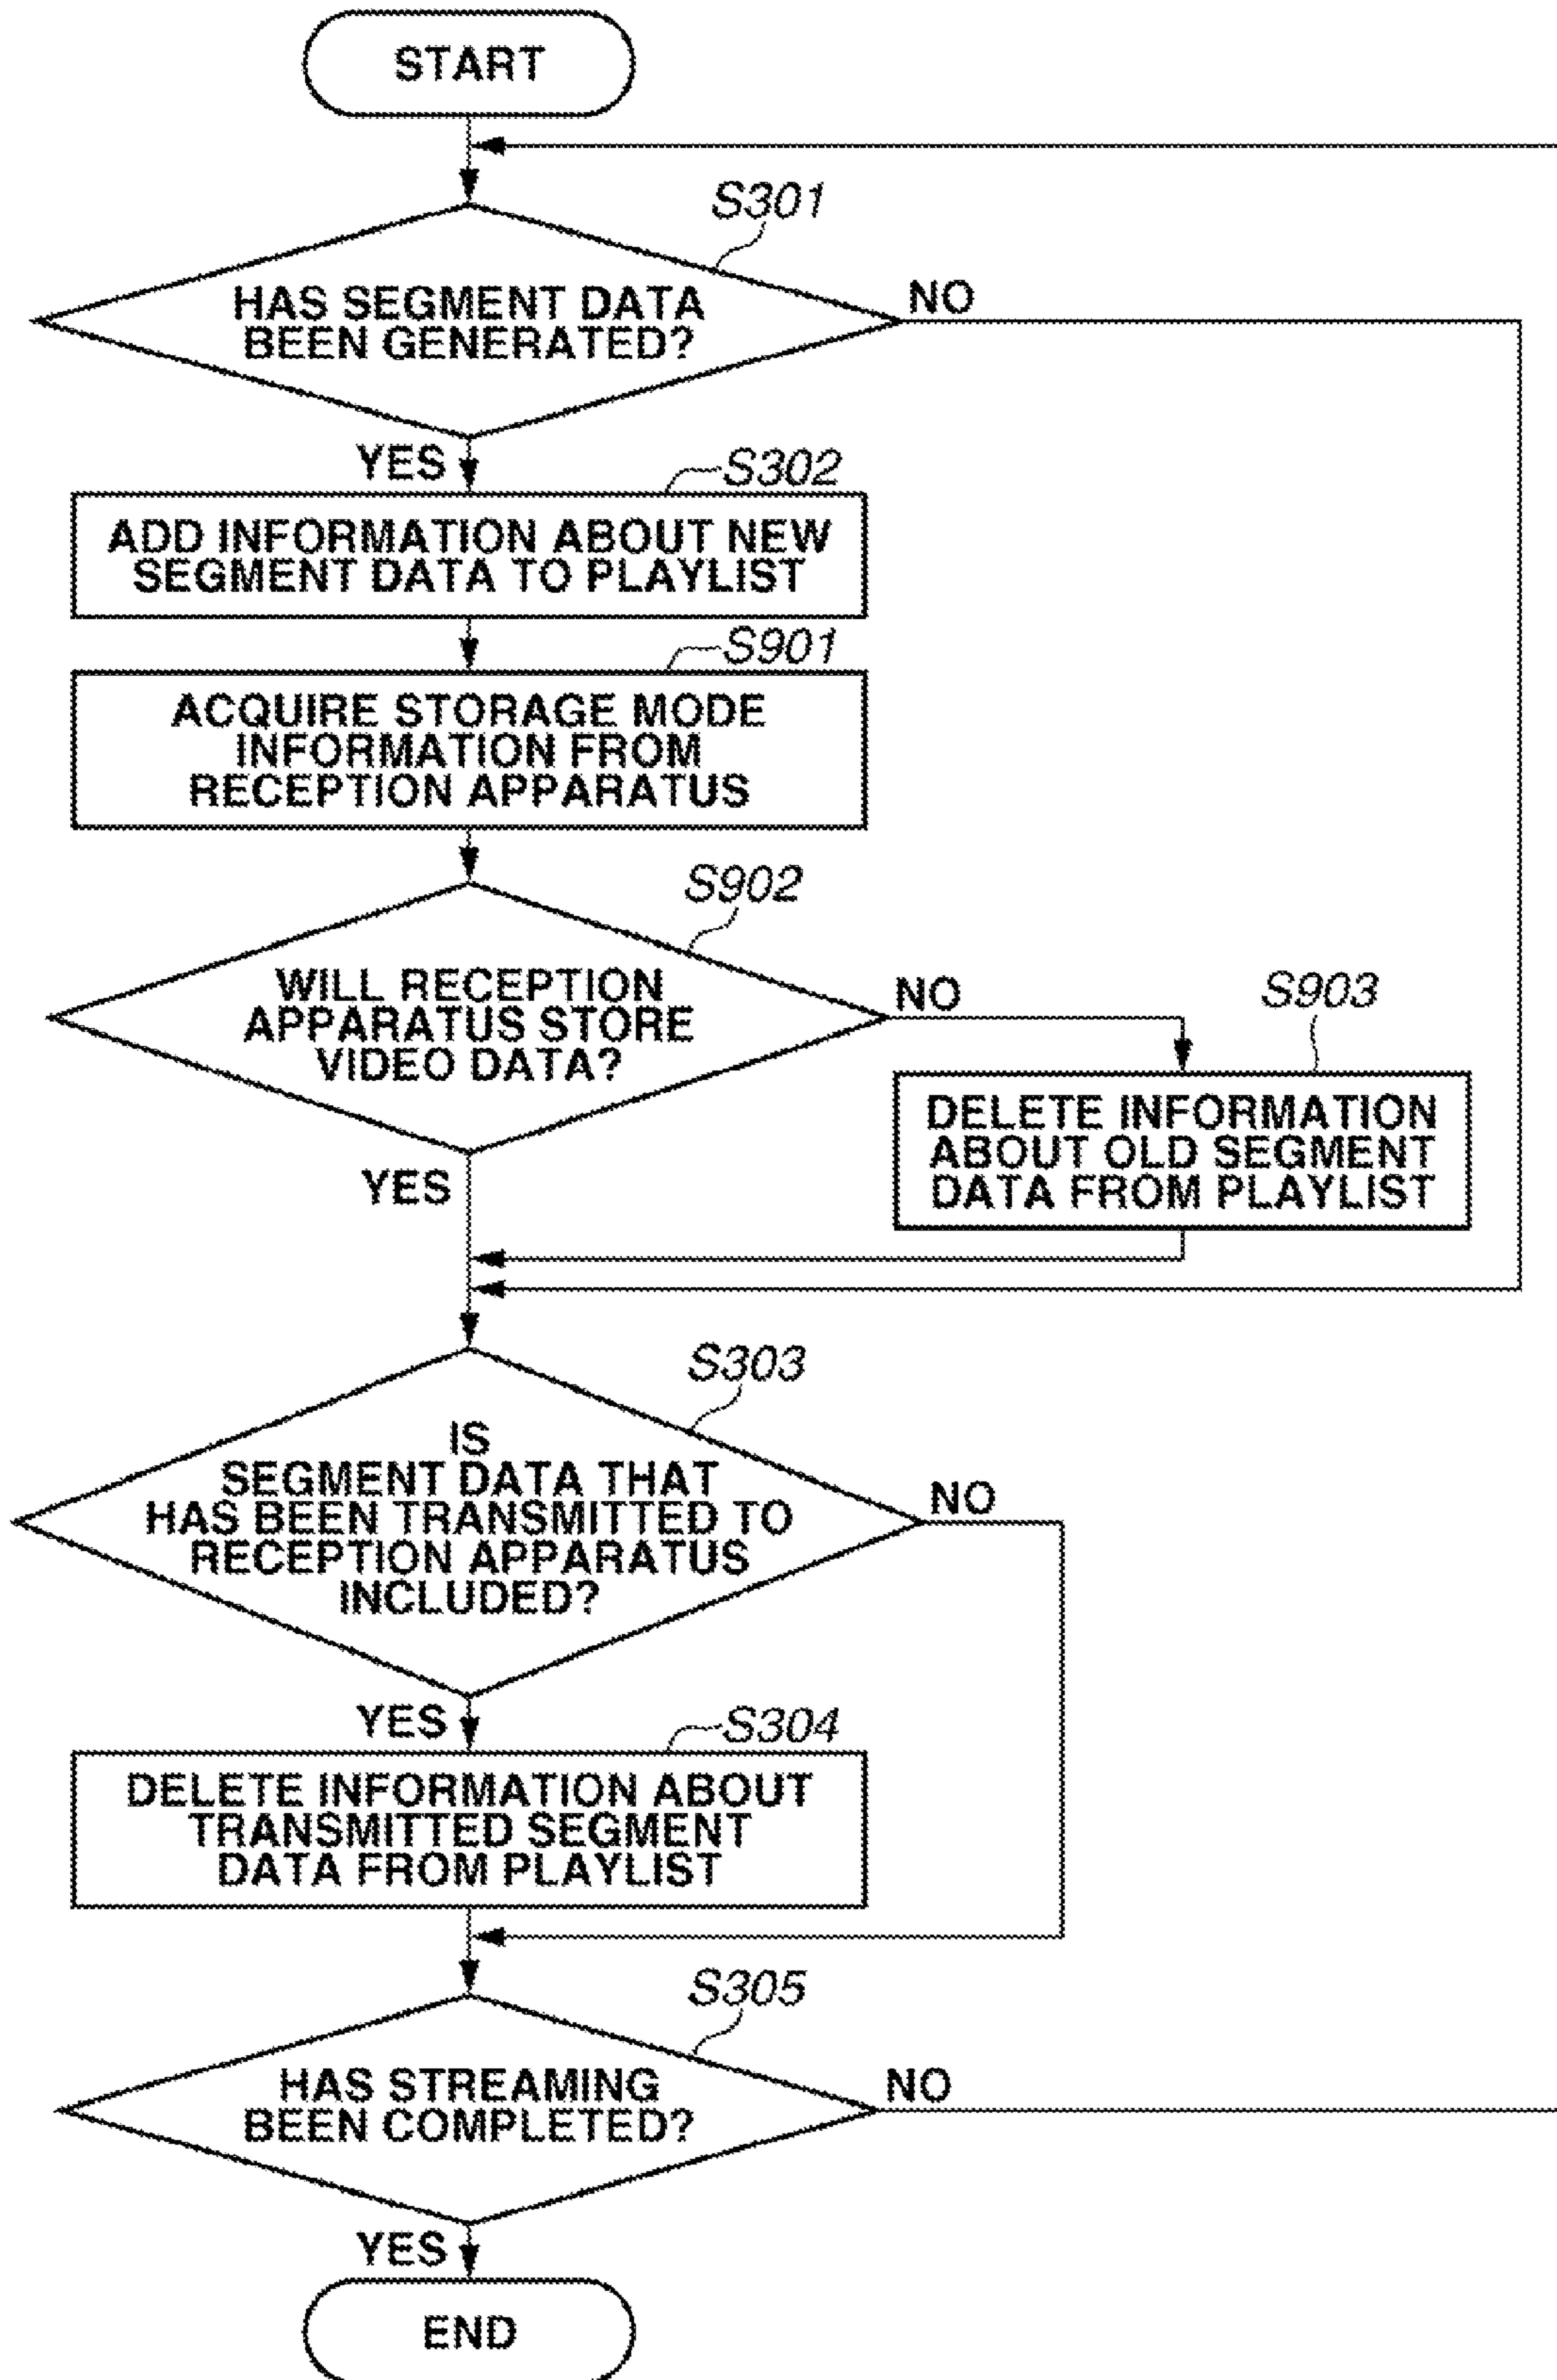 START
S301
HAS SEGMENT DATA
BEEN GENERATED?
NO
YES
S302
ADD INFORMATION ABOUT NEW
SEGMENT DATA TO PLAYLIST
S901
ACQUIRE STORAGE MODE
INFORMATION FROM
RECEPTION APPARATUS
S902
WILL RECEPTION
APPARATUS STORE
VIDEO DATA?
NO
S903
DELETE INFORMATION
ABOUT OLD SEGMENT
DATA FROM PLAYLIST
YES
S303
IS
SEGMENT DATA THAT
HAS BEEN TRANSMITTED TO
RECEPTION APPARATUS
INCLUDED?
NO
YES
S304
DELETE INFORMATION ABOUT
TRANSMITTED SEGMENT
DATA FROM PLAYLIST
S305
HAS STREAMING
BEEN COMPLETED?
NO
YES
END